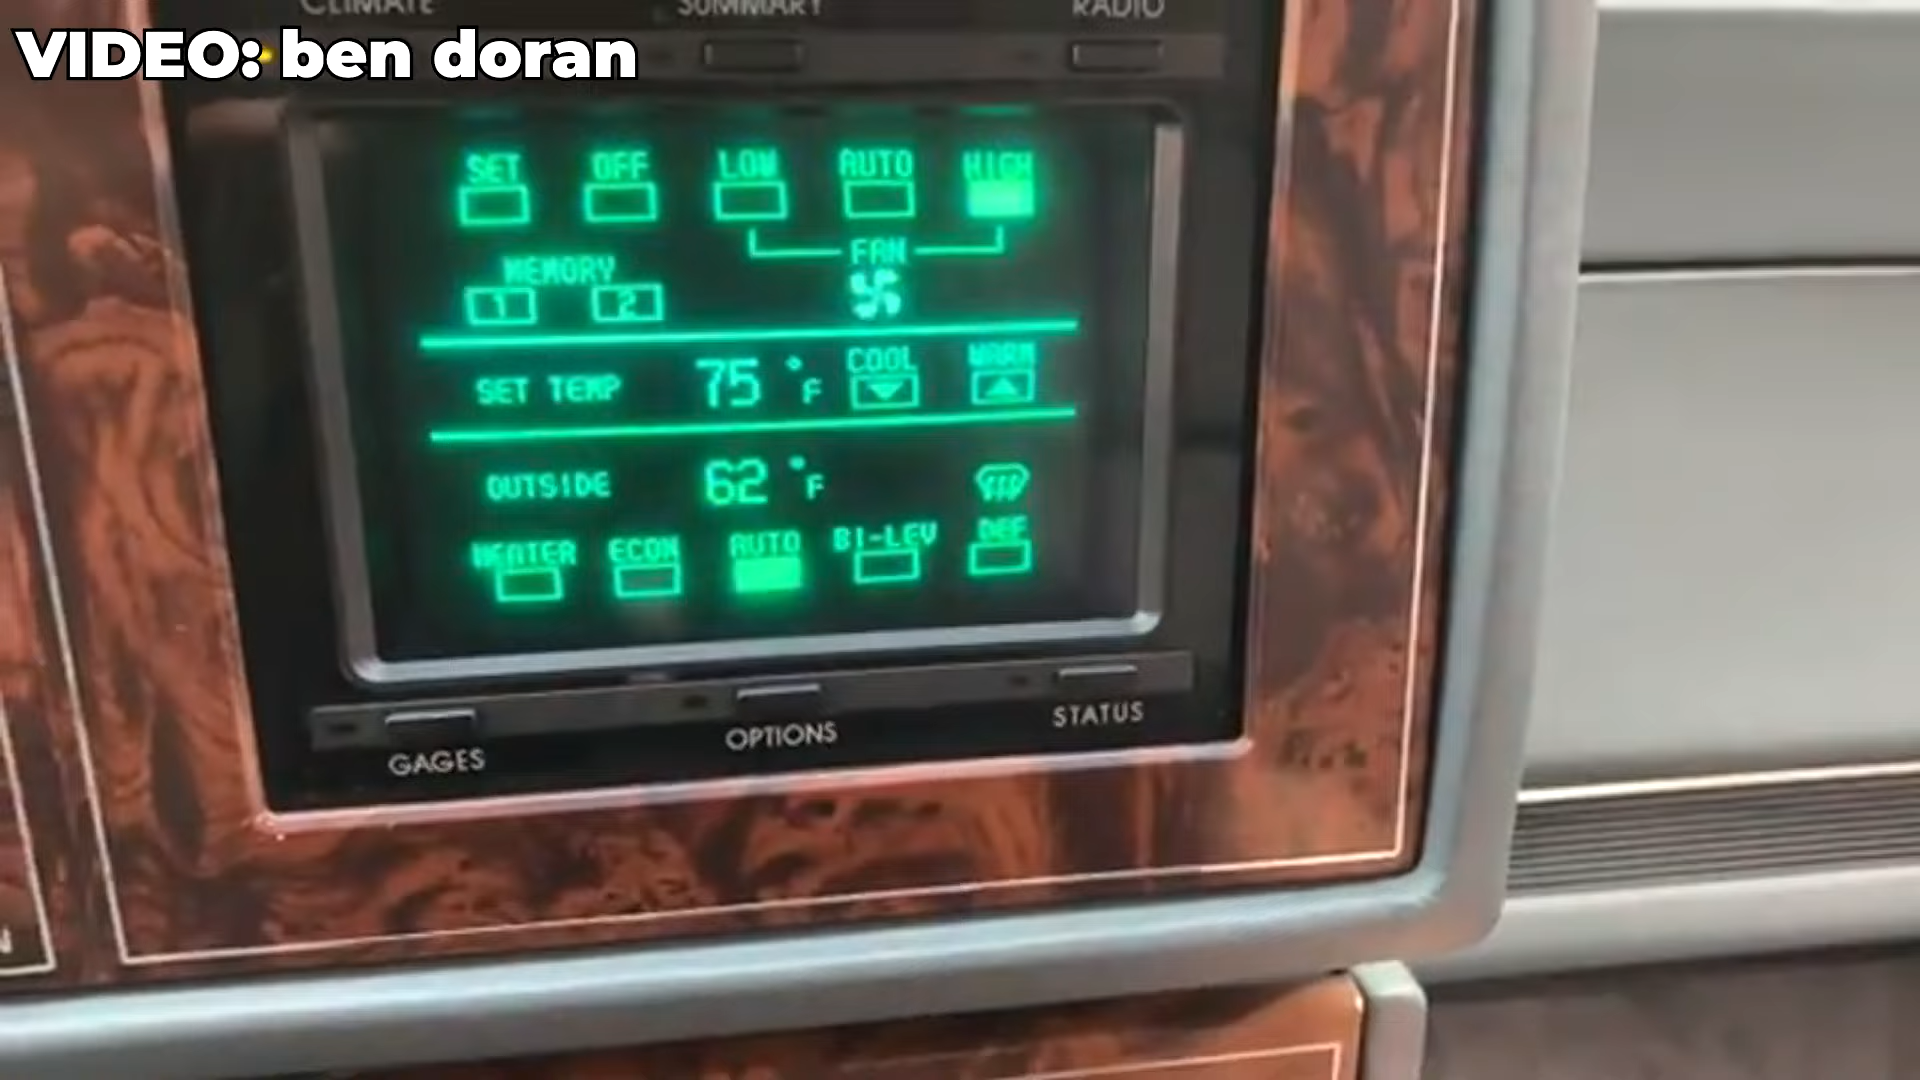 CLIMATE SUMMARY RADIO
VIDEO: ben doran
SET OFF LOW AUTO HIGH
FAN
MEMORY
1 2
COOL WARM
SET TEMP 75 °F
OUTSIDE 62 °F
HEATER ECON AUTO BI-LEV DEF
GAGES OPTIONS STATUS
N